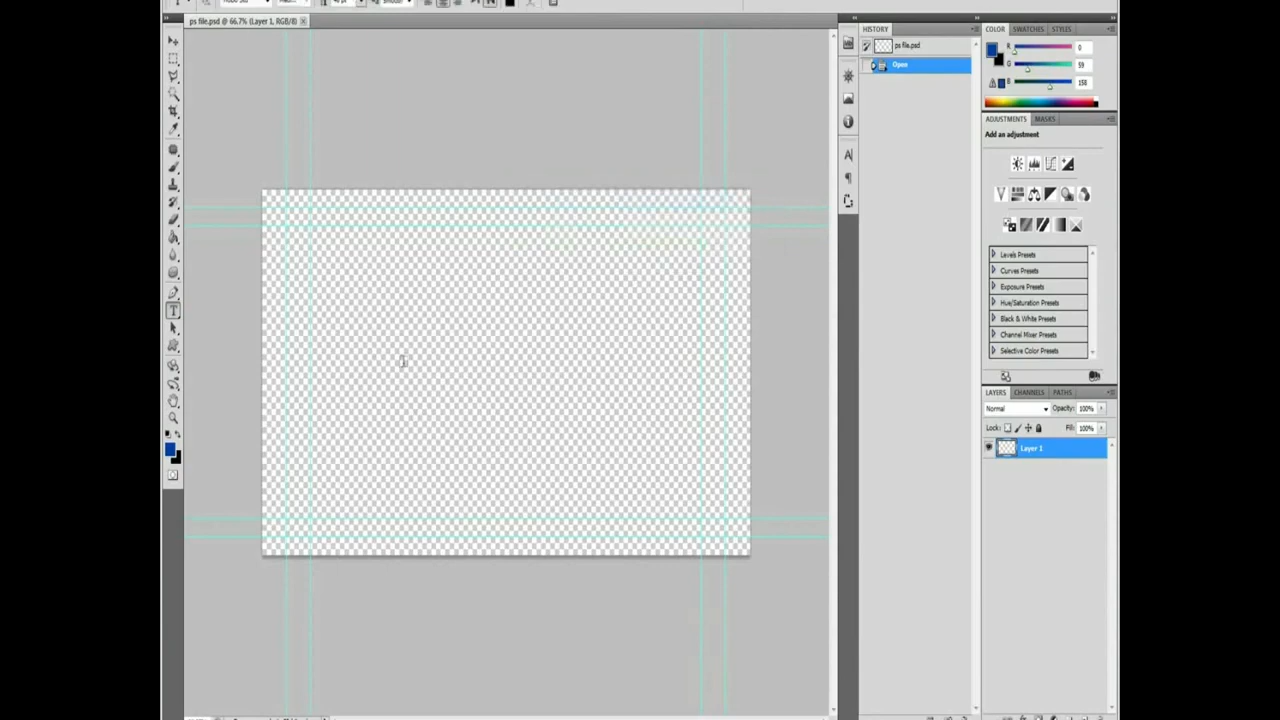 ps file.psd @ 66.7% (Layer 1, RGB/8)
HISTORY
ps file.psd
Open
COLOR SWATCHES STYLES
R 0
G 59
B 158
ADJUSTMENTS MASKS
Add an adjustment
Levels Presets
Curves Presets
Exposure Presets
Hue/Saturation Presets
Black & White Presets
Channel Mixer Presets
Selective Color Presets
LAYERS CHANNELS PATHS
Normal Opacity: 100%
Lock: Fill: 100%
Layer 1